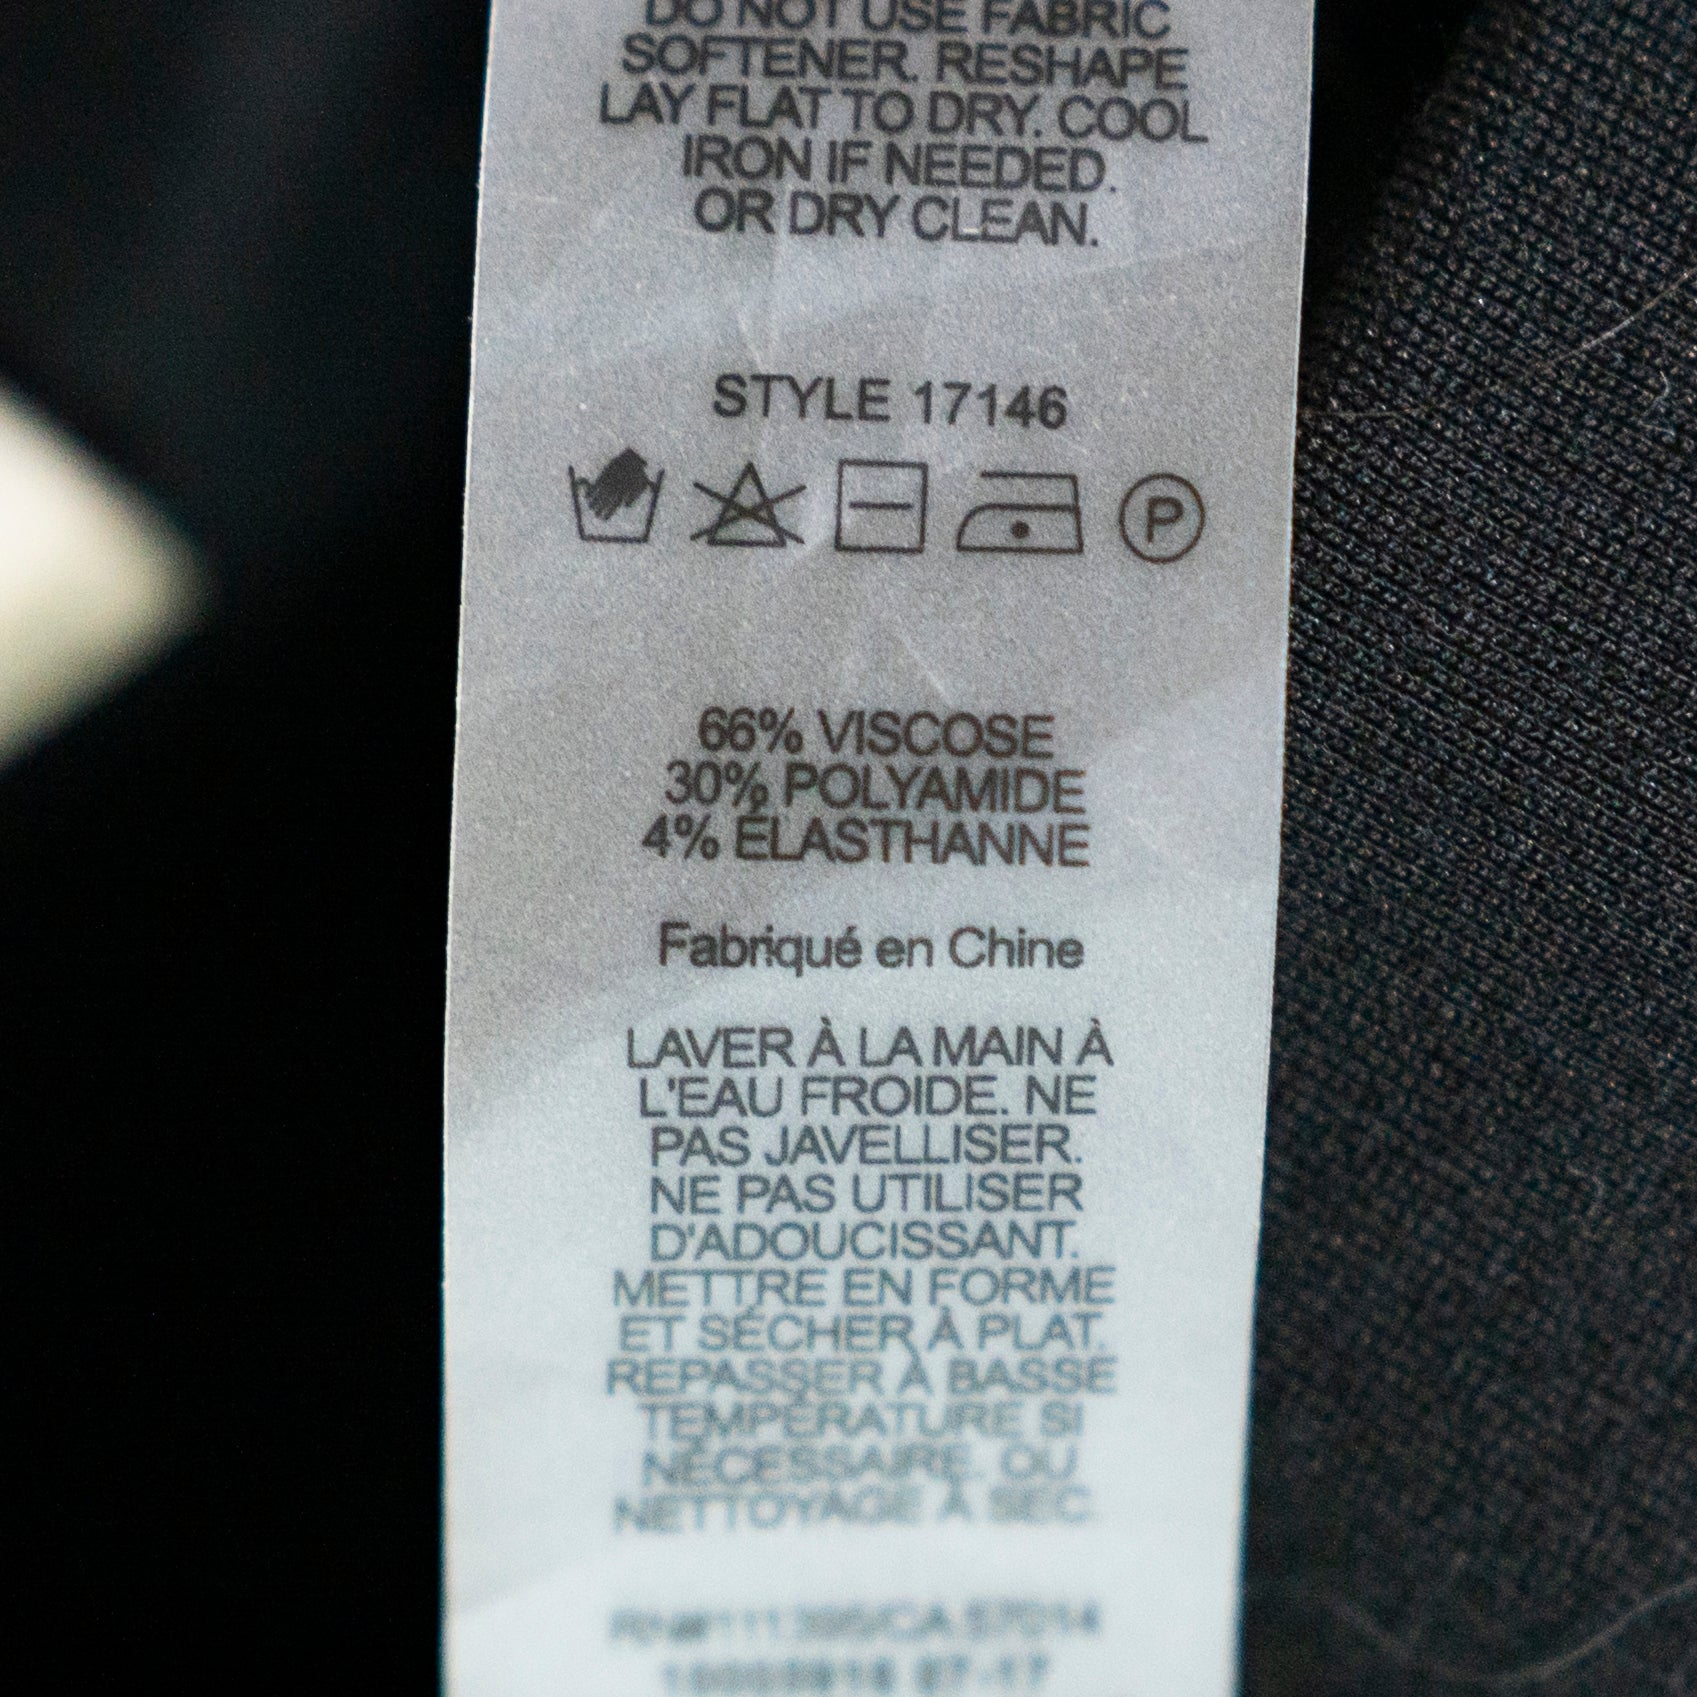 DO NOT USE FABRIC
SOFTENER. RESHAPE
LAY FLAT TO DRY. COOL
IRON IF NEEDED.
OR DRY CLEAN.
STYLE 17146
P
66% VISCOSE
30% POLYAMIDE
4% ÉLASTHANNE
Fabriqué en Chine
LAVER À LA MAIN À
L'EAU FROIDE. NE
PAS JAVELLISER.
NE PAS UTILISER
D'ADOUCISSANT.
METTRE EN FORME
ET SÉCHER À PLAT.
REPASSER À BASSE
TEMPÉRATURE SI
NÉCESSAIRE. OU
NETTOYAGE À SEC